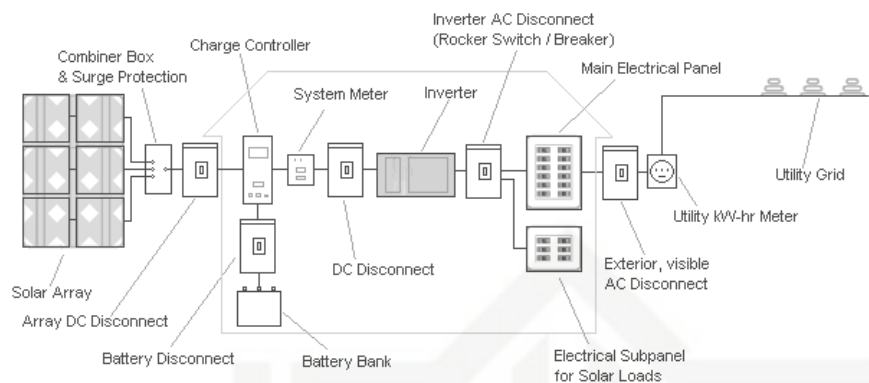 Inverter AC Disconnect
(Rocker Switch / Breaker)
Charge Controller
Combiner Box
& Surge Protection
Main Electrical Panel
System Meter
Inverter
Utility Grid
Utility kW-hr Meter
DC Disconnect
Exterior, visible
AC Disconnect
Solar Array
Array DC Disconnect
Battery Disconnect
Battery Bank
Electrical Subpanel
for Solar Loads